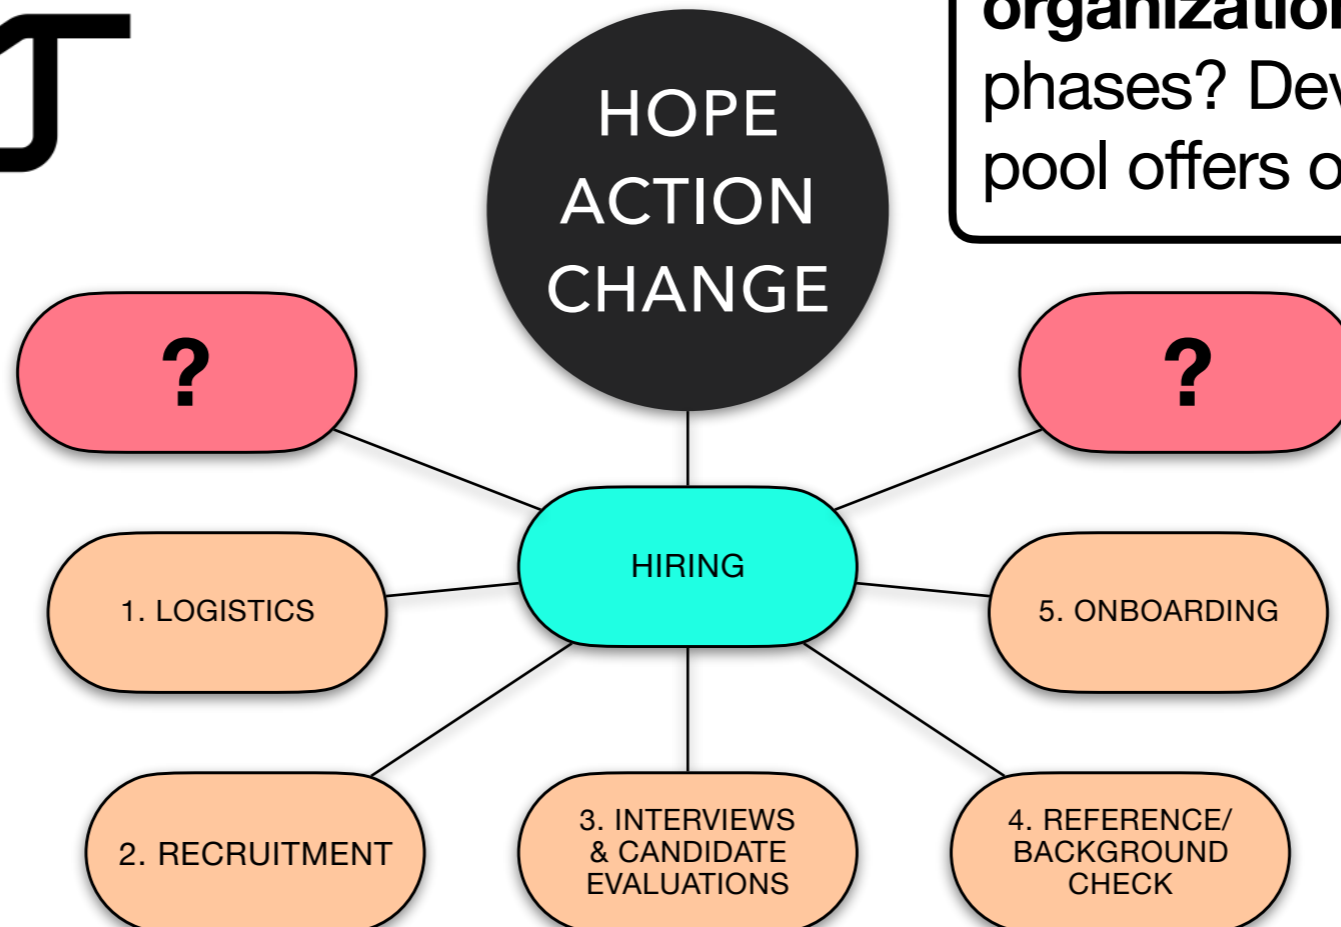 organization
phases? Dev
pool offers o
HOPE
ACTION
CHANGE
?
?
HIRING
1. LOGISTICS
5. ONBOARDING
2. RECRUITMENT
3. INTERVIEWS
& CANDIDATE
EVALUATIONS
4. REFERENCE/
BACKGROUND
CHECK